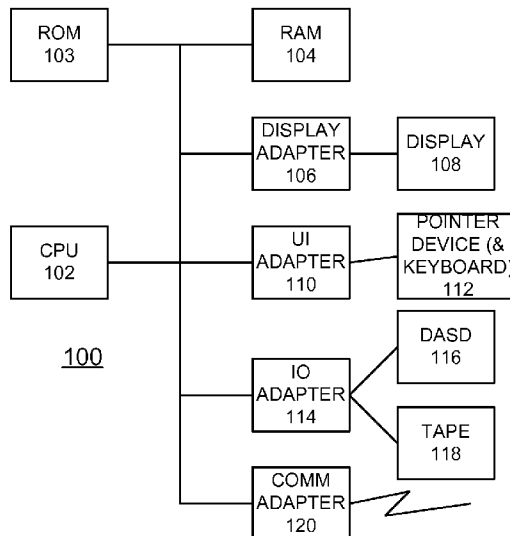 ROM
103
RAM
104
DISPLAY
ADAPTER
106
DISPLAY
108
CPU
102
UI
ADAPTER
110
POINTER
DEVICE (&
KEYBOARD)
112
100
IO
ADAPTER
114
DASD
116
TAPE
118
COMM
ADAPTER
120